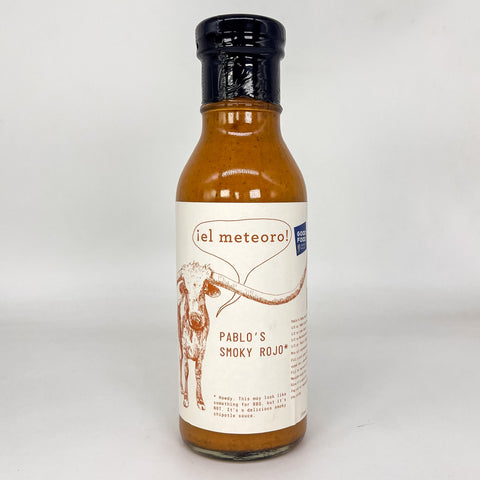 ¡el meteoro!
GOOD
FOOD
PABLO'S
SMOKY ROJO*
* Howdy. This may look like
something for BBQ, but it's
NOT. It's a delicious smoky
chipotle sauce.